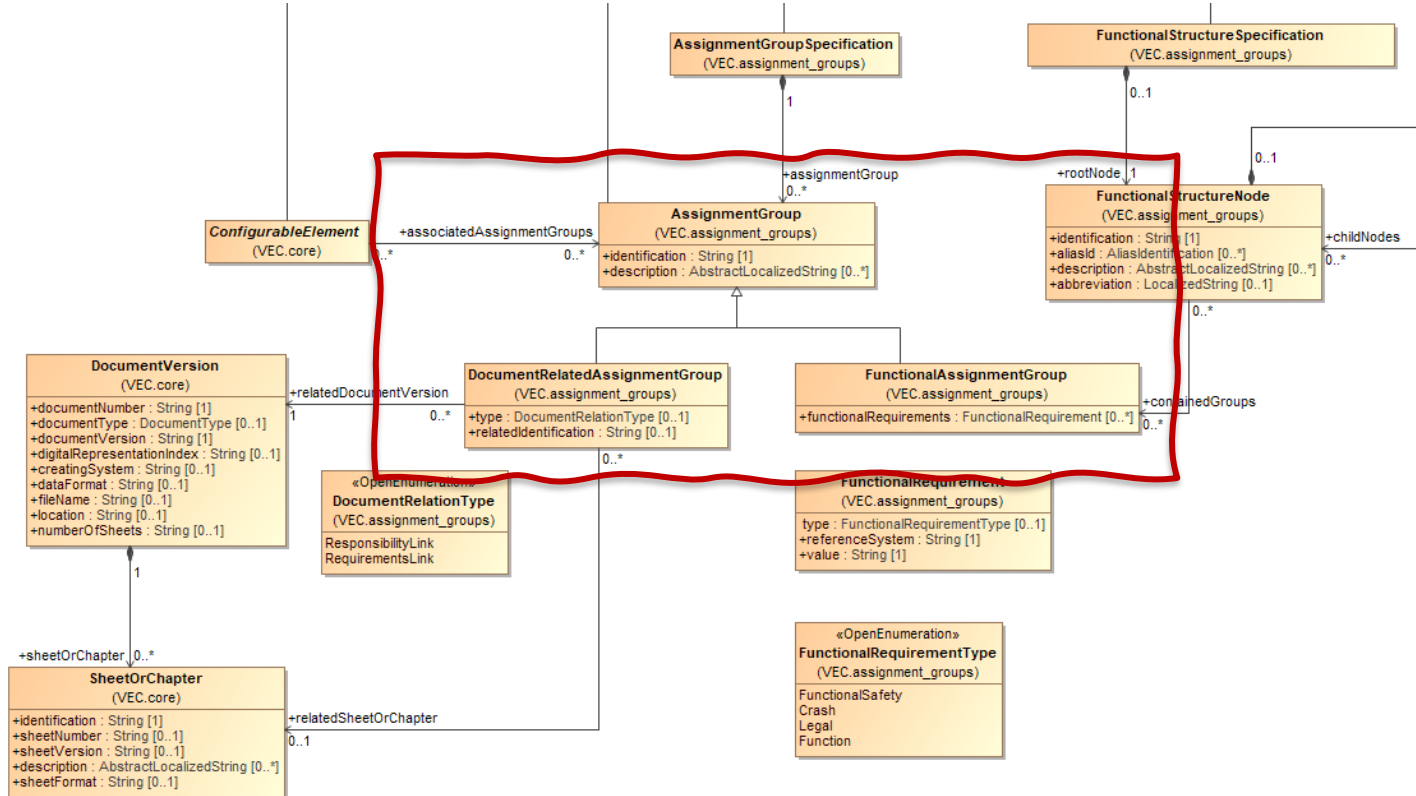 AssignmentGroupSpecification
(VEC.assignment_groups)
1
+assignmentGroup
0..*
FunctionalStructureSpecification
(VEC.assignment_groups)
0..1
+rootNode 1
0..1
FunctionalStructureNode
(VEC.assignment_groups)
+identification : String [1]
+aliasId : AliasIdentification [0..*]
+description : AbstractLocalizedString [0..*]
+abbreviation : LocalizedString [0..1]
+childNodes
0..*
0..*
ConfigurableElement
(VEC.core)
+associatedAssignmentGroups
0..*
0..*
AssignmentGroup
(VEC.assignment_groups)
+identification : String [1]
+description : AbstractLocalizedString [0..*]
DocumentVersion
(VEC.core)
+documentNumber : String [1]
+documentType : DocumentType [0..1]
+documentVersion : String [1]
+digitalRepresentationIndex : String [0..1]
+creatingSystem : String [0..1]
+dataFormat : String [0..1]
+fileName : String [0..1]
+location : String [0..1]
+numberOfSheets : String [0..1]
+relatedDocumentVersion
1
0..*
DocumentRelatedAssignmentGroup
(VEC.assignment_groups)
+type : DocumentRelationType [0..1]
+relatedIdentification : String [0..1]
0..*
FunctionalAssignmentGroup
(VEC.assignment_groups)
+functionalRequirements : FunctionalRequirement [0..*]
+containedGroups
0..*
«OpenEnumeration»
DocumentRelationType
(VEC.assignment_groups)
ResponsibilityLink
RequirementsLink
FunctionalRequirement
(VEC.assignment_groups)
type : FunctionalRequirementType [0..1]
+referenceSystem : String [1]
+value : String [1]
1
+sheetOrChapter 0..*
SheetOrChapter
(VEC.core)
+identification : String [1]
+sheetNumber : String [0..1]
+sheetVersion : String [0..1]
+description : AbstractLocalizedString [0..*]
+sheetFormat : String [0..1]
+relatedSheetOrChapter
0..1
«OpenEnumeration»
FunctionalRequirementType
(VEC.assignment_groups)
FunctionalSafety
Crash
Legal
Function